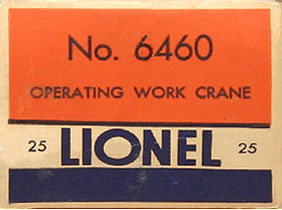 No. 6460
OPERATING WORK CRANE
25 LIONEL 25